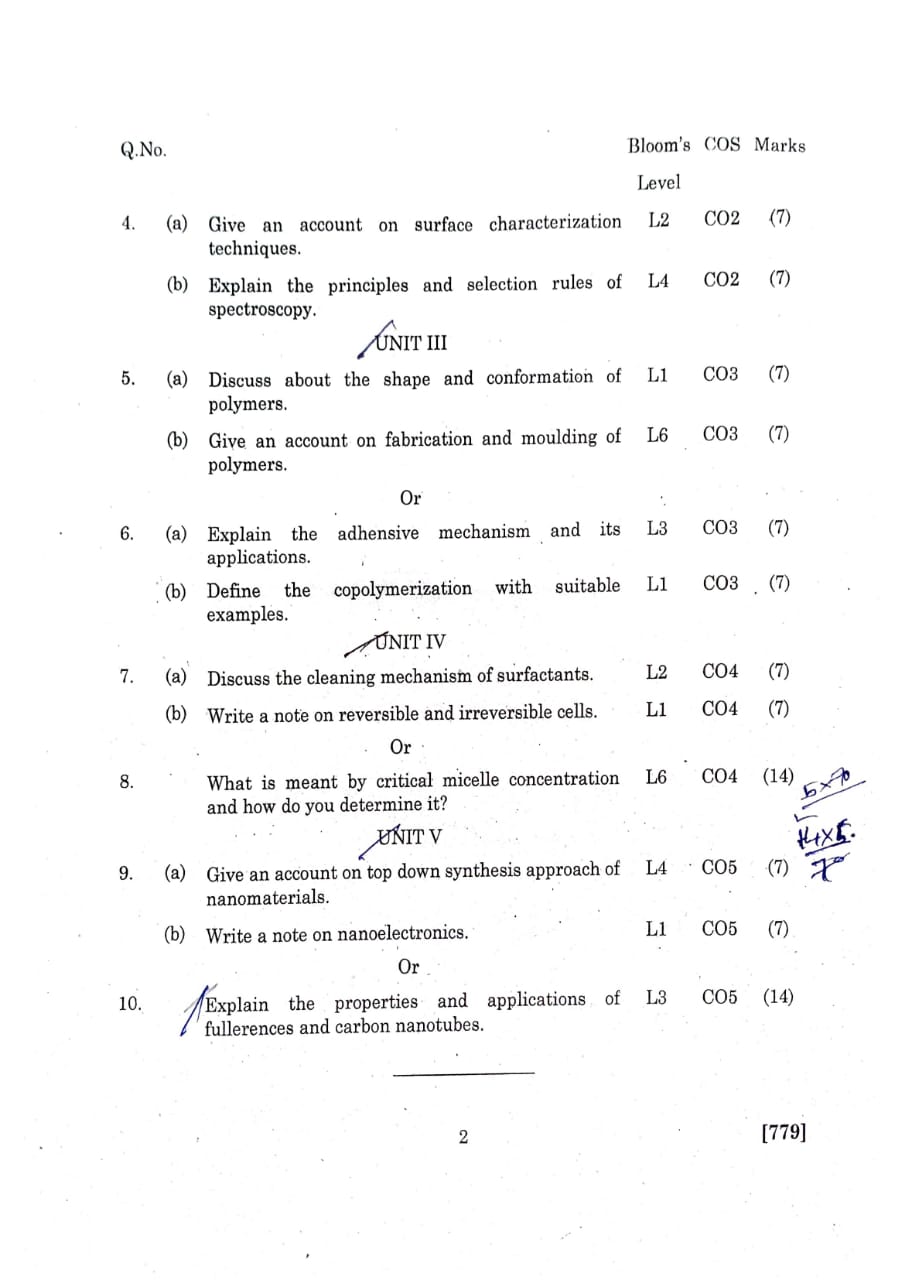 Q.No. Bloom's COS Marks
Level
4. (a) Give an account on surface characterization L2 CO2 (7)
techniques.
(b) Explain the principles and selection rules of L4 CO2 (7)
spectroscopy.
UNIT III
5. (a) Discuss about the shape and conformation of L1 CO3 (7)
polymers.
(b) Give an account on fabrication and moulding of L6 CO3 (7)
polymers.
Or
6. (a) Explain the adhensive mechanism and its L3 CO3 (7)
applications.
(b) Define the copolymerization with suitable L1 CO3 (7)
examples.
UNIT IV
7. (a) Discuss the cleaning mechanism of surfactants. L2 CO4 (7)
(b) Write a note on reversible and irreversible cells. L1 CO4 (7)
Or
8. What is meant by critical micelle concentration L6 CO4 (14)
and how do you determine it?
UNIT V
14x5
9. (a) Give an account on top down synthesis approach of L4 CO5 (7) 70
nanomaterials.
(b) Write a note on nanoelectronics. L1 CO5 (7)
Or
10. Explain the properties and applications of L3 CO5 (14)
fullerences and carbon nanotubes.
2 [779]